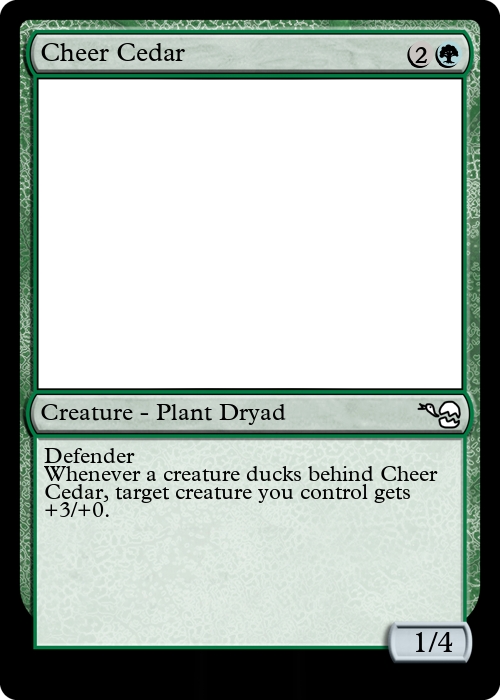 Cheer Cedar 2
Creature - Plant Dryad
Defender
Whenever a creature ducks behind Cheer
Cedar, target creature you control gets
+3/+0.
1/4